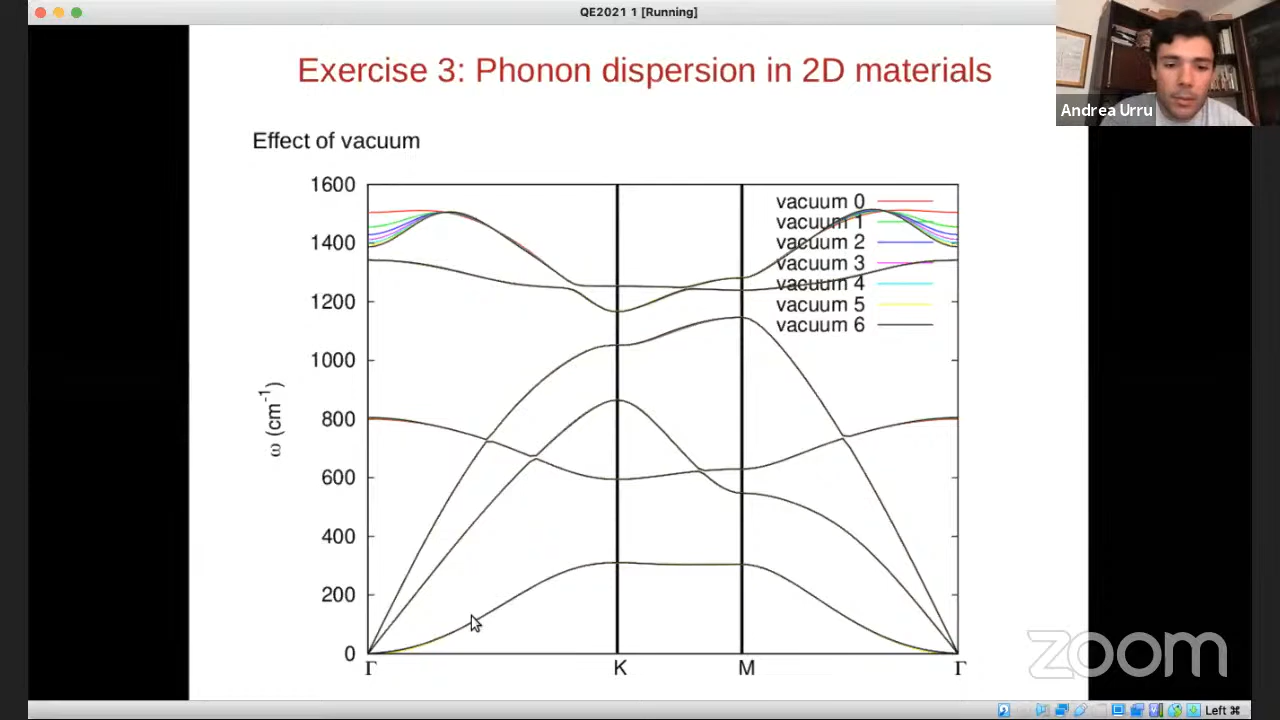 QE2021 1 [Running]
Exercise 3: Phonon dispersion in 2D materials
Andrea Urru
Effect of vacuum
1600
1400
1200
1000
800
600
400
200
0
ω (cm⁻¹)
vacuum 0
vacuum 1
vacuum 2
vacuum 3
vacuum 4
vacuum 5
vacuum 6
Γ K M Γ
zoom
Left ⌘